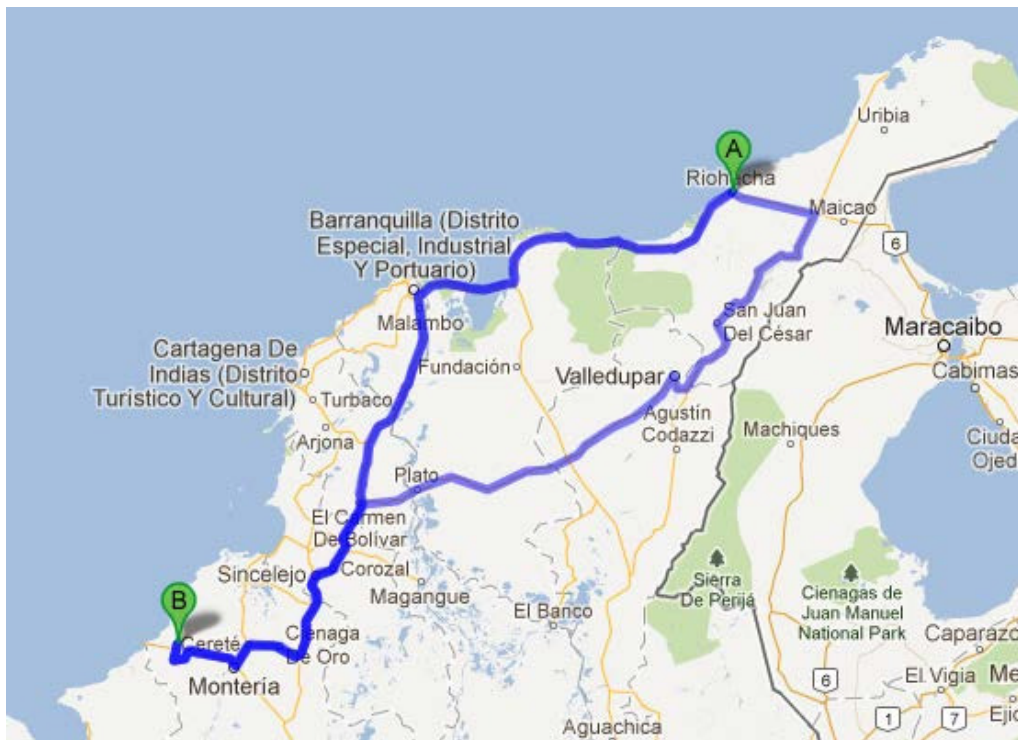 A
Uribia
Riohacha
Maicao
6
Barranquilla (Distrito
Especial, Industrial
Y Portuario)
Malambo
San Juan
Del César
Maracaibo
Cartagena De
Indias (Distrito
Turístico Y Cultural)
Fundación
Valledupar
Cabimas
Turbaco
Agustín
Codazzi
Machiques
Ciuda
Ojed
Arjona
Plato
El Carmen
De Bolívar
Corozal
Sincelejo
Magangue
El Banco
Sierra
De Perijá
Cienagas de
Juan Manuel
National Park
B
Cereté
Cienaga
De Oro
Montería
Caparazo
6
Me
El Vigia
1
7
Ejid
Aguachica